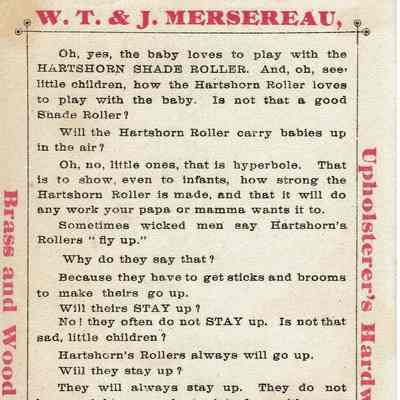 W. T. & J. MERSEREAU,
Oh, yes, the baby loves to play with the
HARTSHORN SHADE ROLLER. And, oh, see,
little children, how the Hartshorn Roller loves
to play with the baby. Is not that a good
Shade Roller?
Will the Hartshorn Roller carry babies up
in the air?
Oh, no, little ones, that is hyperbole. That
is to show, even to infants, how strong the
Hartshorn Roller is made, and that it will do
any work your papa or mamma wants it to.
Sometimes wicked men say Hartshorn's
Rollers "fly up."
Why do they say that?
Because they have to get sticks and brooms
to make theirs go up.
Will theirs STAY up?
No! they often do not STAY up. Is not that
sad, little children?
Hartshorn's Rollers always will go up.
Will they stay up?
They will always stay up. They do not
Brass and Wood
Upholsterer's Hardw